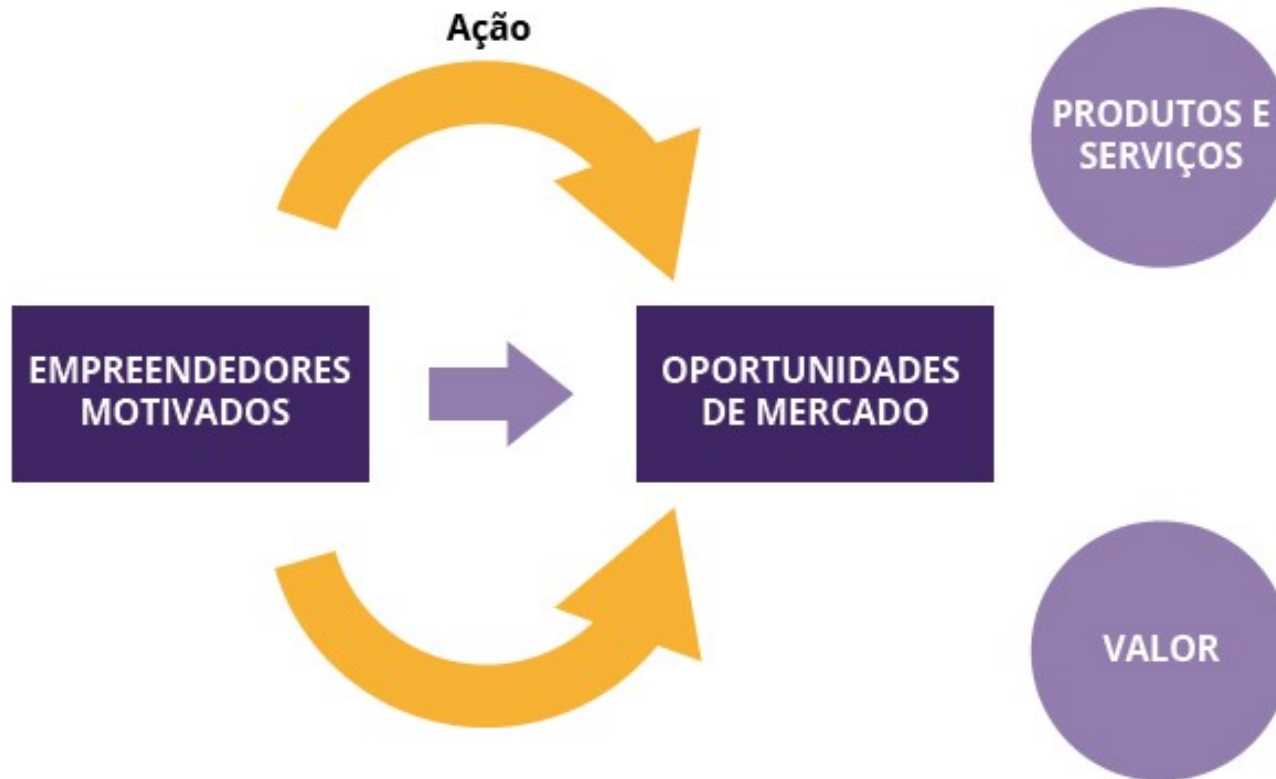 Ação
PRODUTOS E
SERVIÇOS
EMPREENDEDORES
MOTIVADOS
OPORTUNIDADES
DE MERCADO
VALOR